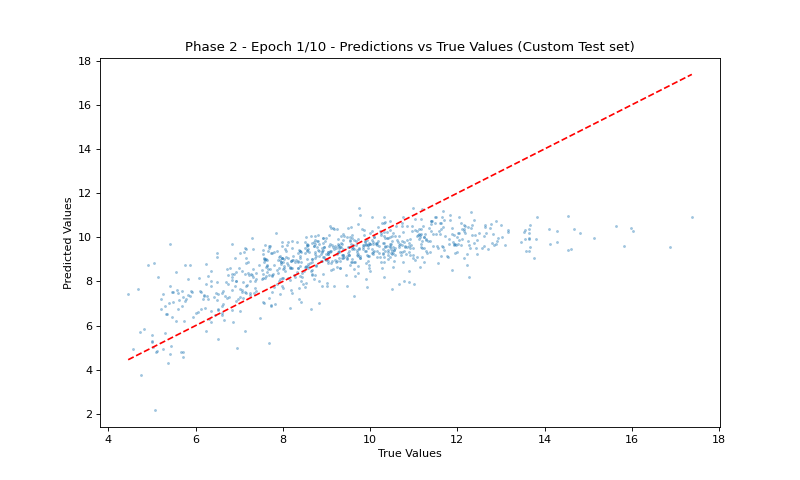 Phase 2 - Epoch 1/10 - Predictions vs True Values (Custom Test set)
18
16
14
12
10
8
6
4
2
Predicted Values
4 6 8 10 12 14 16 18
True Values